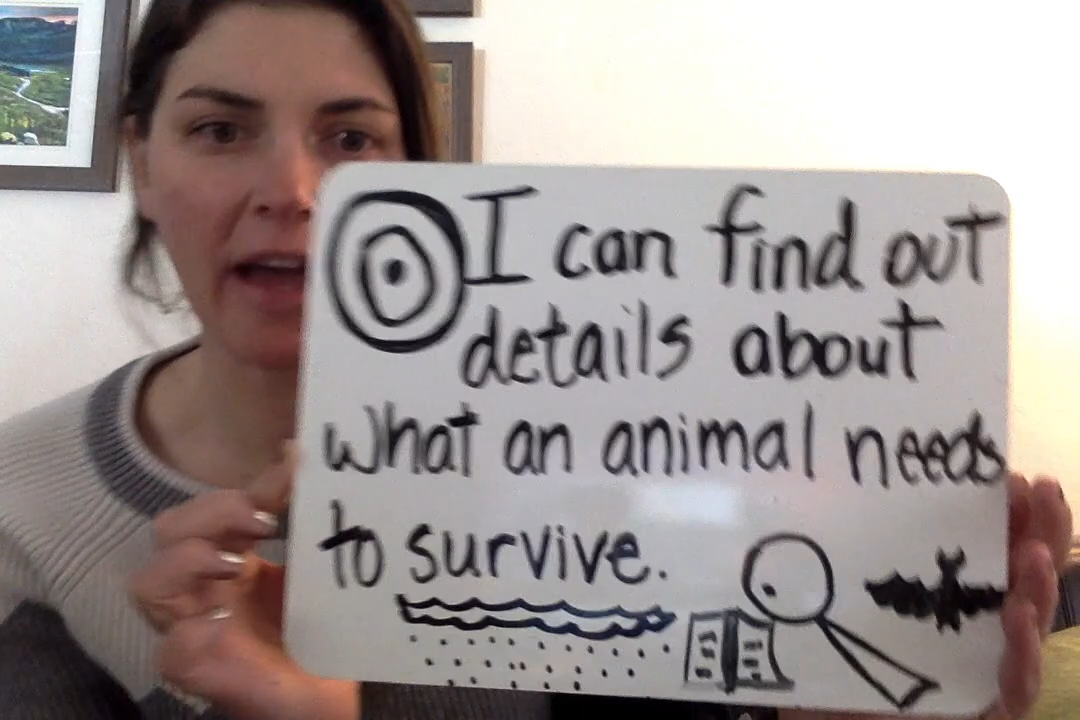 I can find out
details about
what an animal needs
to survive.